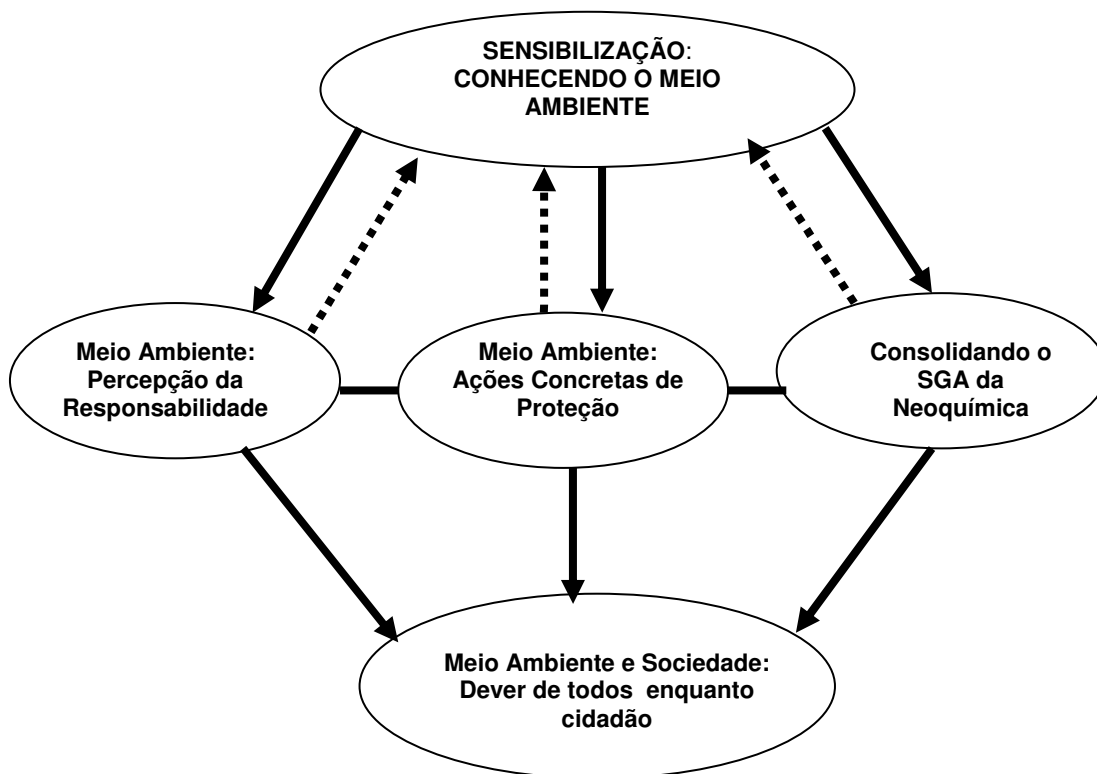 SENSIBILIZAÇÃO:
CONHECENDO O MEIO
AMBIENTE
Meio Ambiente:
Percepção da
Responsabilidade
Meio Ambiente:
Ações Concretas de
Proteção
Consolidando o
SGA da
Neoquímica
Meio Ambiente e Sociedade:
Dever de todos enquanto
cidadão